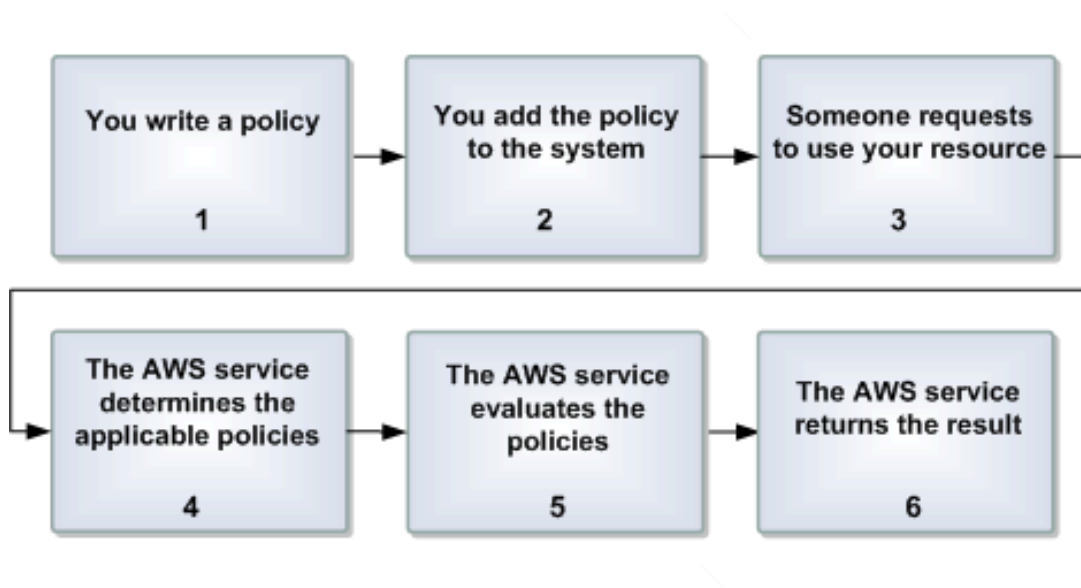 You write a policy
1
You add the policy
to the system
2
Someone requests
to use your resource
3
The AWS service
determines the
applicable policies
4
The AWS service
evaluates the
policies
5
The AWS service
returns the result
6